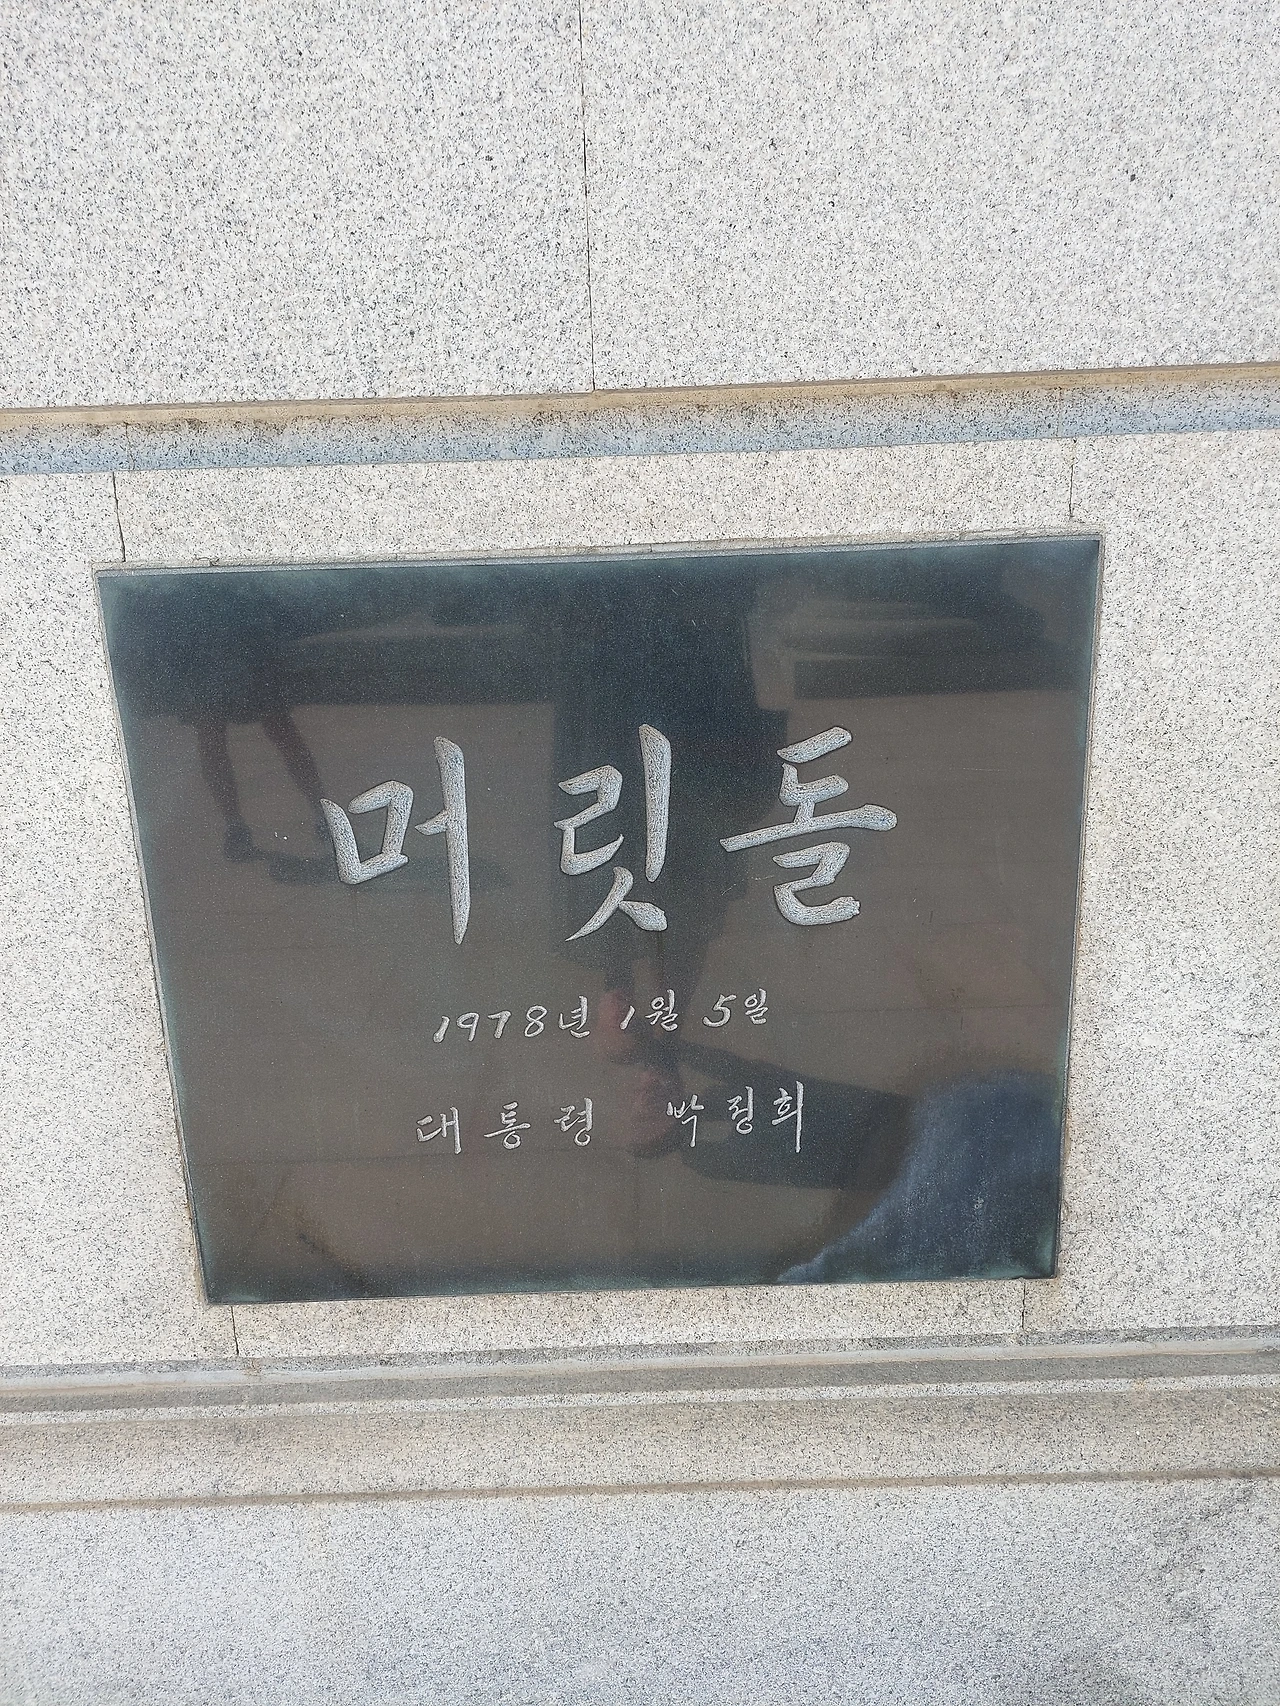 머릿돌
1978년 1월 5일
대통령 박정희